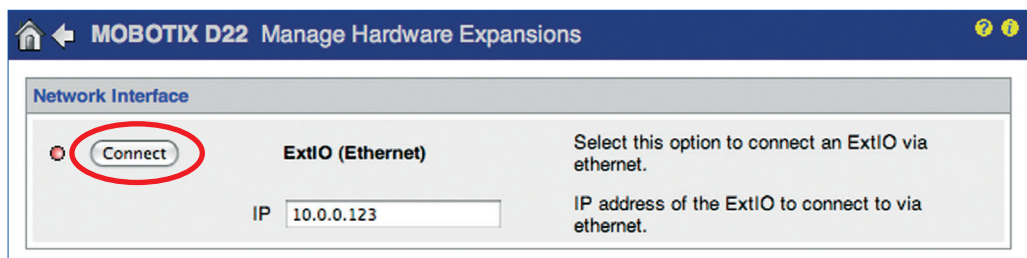 MOBOTIX D22 Manage Hardware Expansions ? i
Network Interface
Connect ExtIO (Ethernet) Select this option to connect an ExtIO via
ethernet.
IP 10.0.0.123 IP address of the ExtIO to connect to via
ethernet.